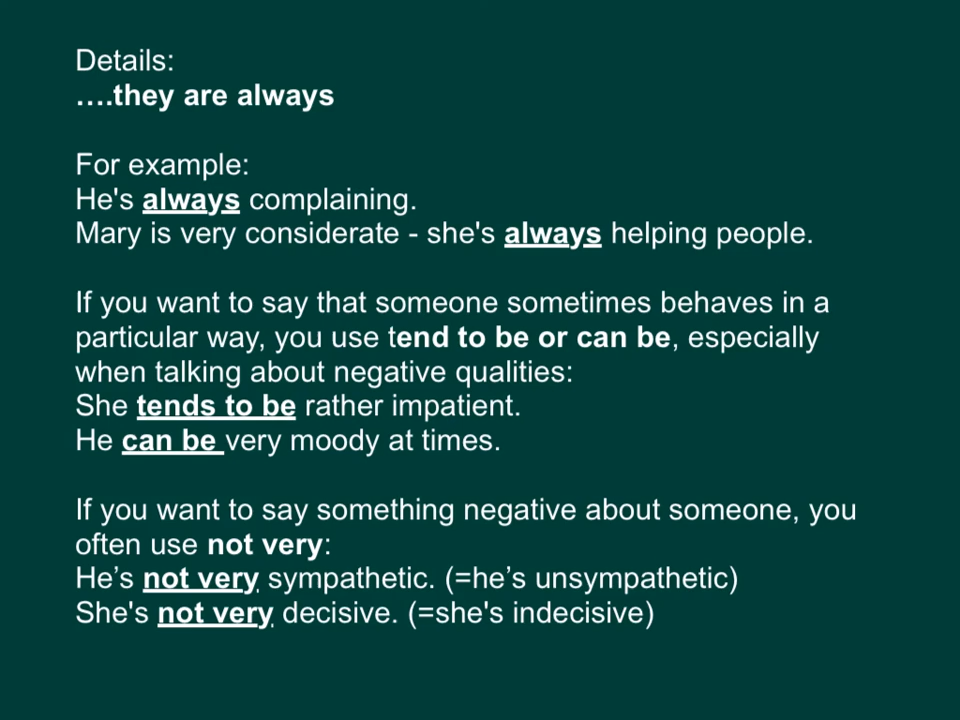 Details:
….they are always
For example:
He's always complaining.
Mary is very considerate - she's always helping people.
If you want to say that someone sometimes behaves in a
particular way, you use tend to be or can be, especially
when talking about negative qualities:
She tends to be rather impatient.
He can be very moody at times.
If you want to say something negative about someone, you
often use not very:
He’s not very sympathetic. (=he’s unsympathetic)
She's not very decisive. (=she's indecisive)